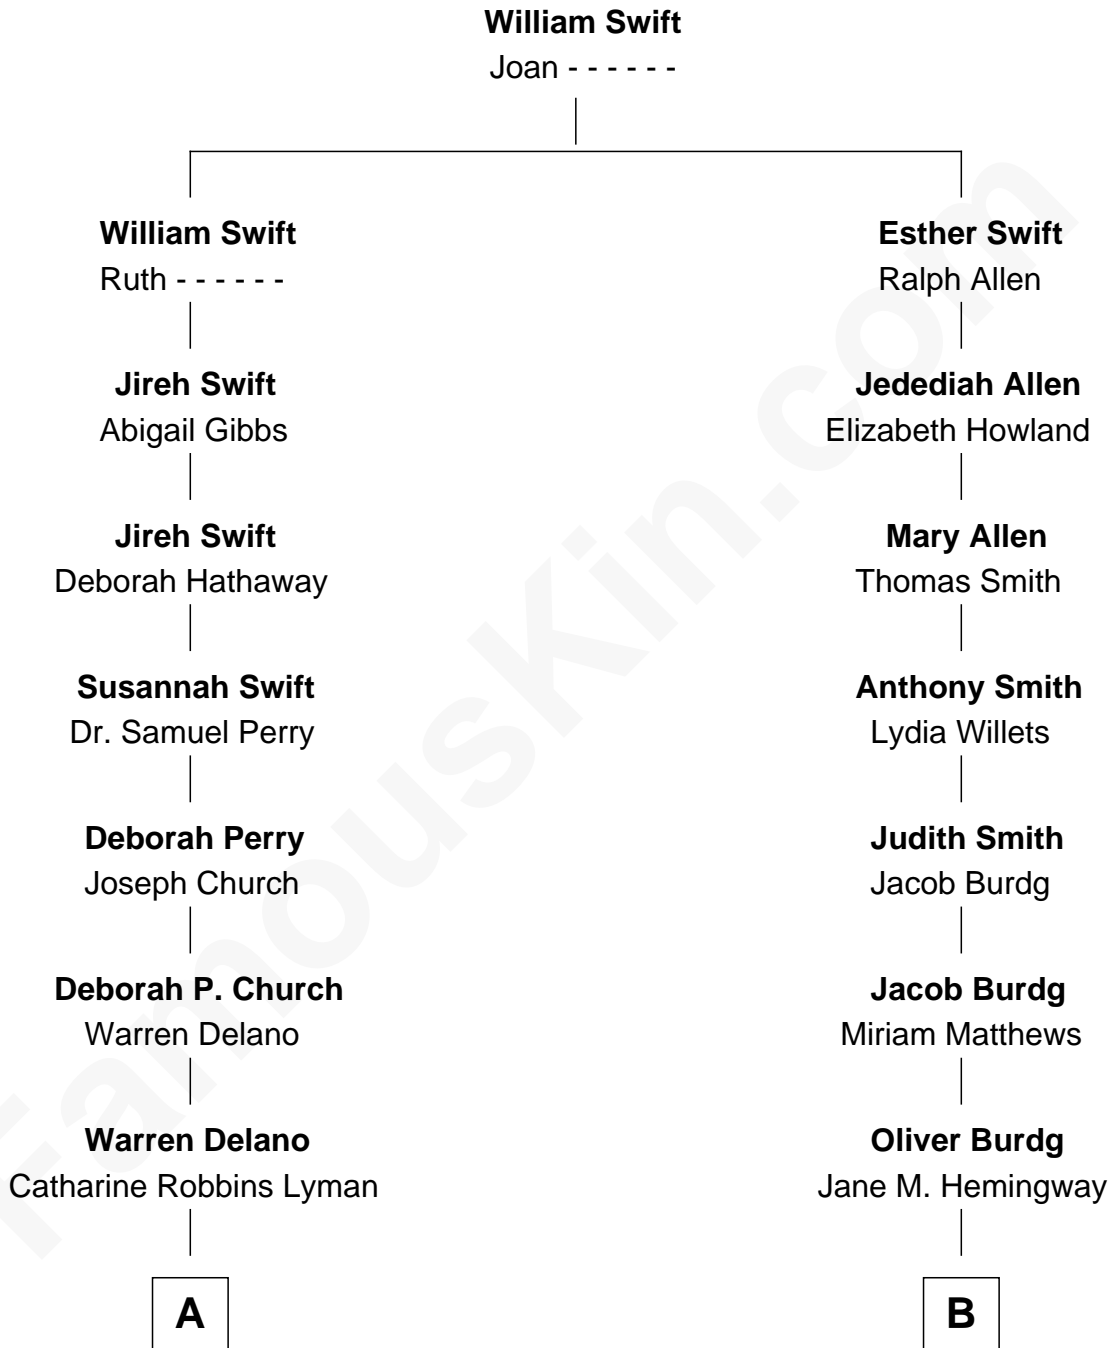 William Swift
Joan - - - - - -
William Swift
Ruth - - - - - -
Esther Swift
Ralph Allen
Jireh Swift
Abigail Gibbs
Jedediah Allen
Elizabeth Howland
Jireh Swift
Deborah Hathaway
Mary Allen
Thomas Smith
Susannah Swift
Dr. Samuel Perry
Anthony Smith
Lydia Willets
Deborah Perry
Joseph Church
Judith Smith
Jacob Burdg
Deborah P. Church
Warren Delano
Jacob Burdg
Miriam Matthews
Warren Delano
Catharine Robbins Lyman
Oliver Burdg
Jane M. Hemingway
A
B
FamousKin.com